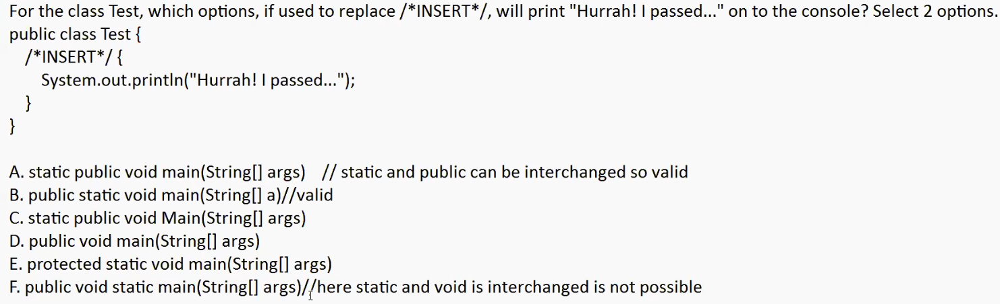 For the class Test, which options, if used to replace /*INSERT*/, will print "Hurrah! I passed..." on to the console? Select 2 options.
public class Test {
/*INSERT*/ {
System.out.println("Hurrah! I passed...");
}
}
A. static public void main(String[] args) // static and public can be interchanged so valid
B. public static void main(String[] a)//valid
C. static public void Main(String[] args)
D. public void main(String[] args)
E. protected static void main(String[] args)
F. public void static main(String[] args)//here static and void is interchanged is not possible